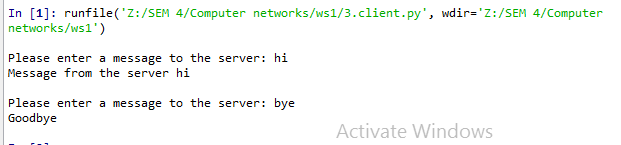 In [1]: runfile('Z:/SEM 4/Computer networks/ws1/3.client.py', wdir='Z:/SEM 4/Computer
networks/ws1')
Please enter a message to the server: hi
Message from the server hi
Please enter a message to the server: bye
Goodbye
Activate Windows